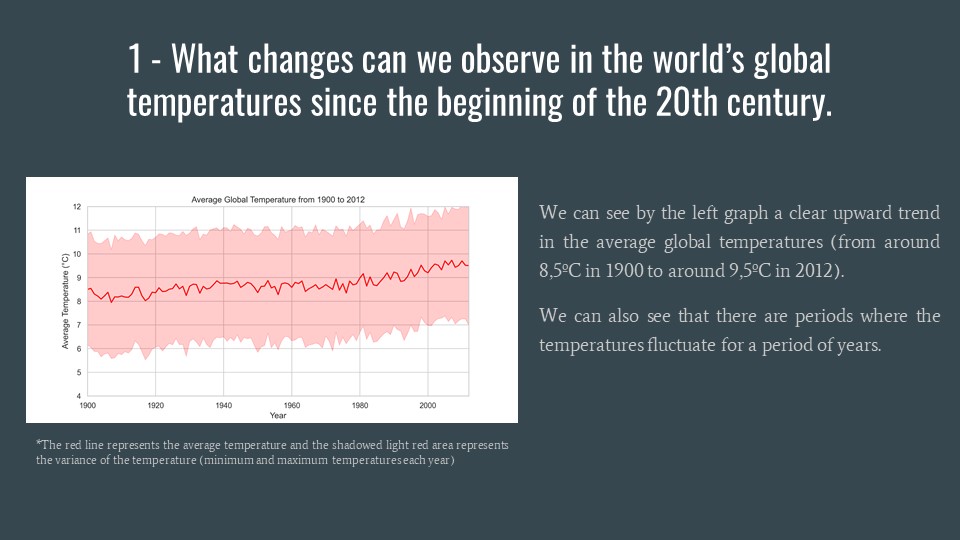 1 - What changes can we observe in the world’s global
temperatures since the beginning of the 20th century.
Average Global Temperature from 1900 to 2012
12
11
10
9
8
7
6
5
4
Average Temperature (°C)
1900 1920 1940 1960 1980 2000
Year
We can see by the left graph a clear upward trend
in the average global temperatures (from around
8,5ºC in 1900 to around 9,5ºC in 2012).
We can also see that there are periods where the
temperatures fluctuate for a period of years.
*The red line represents the average temperature and the shadowed light red area represents
the variance of the temperature (minimum and maximum temperatures each year)